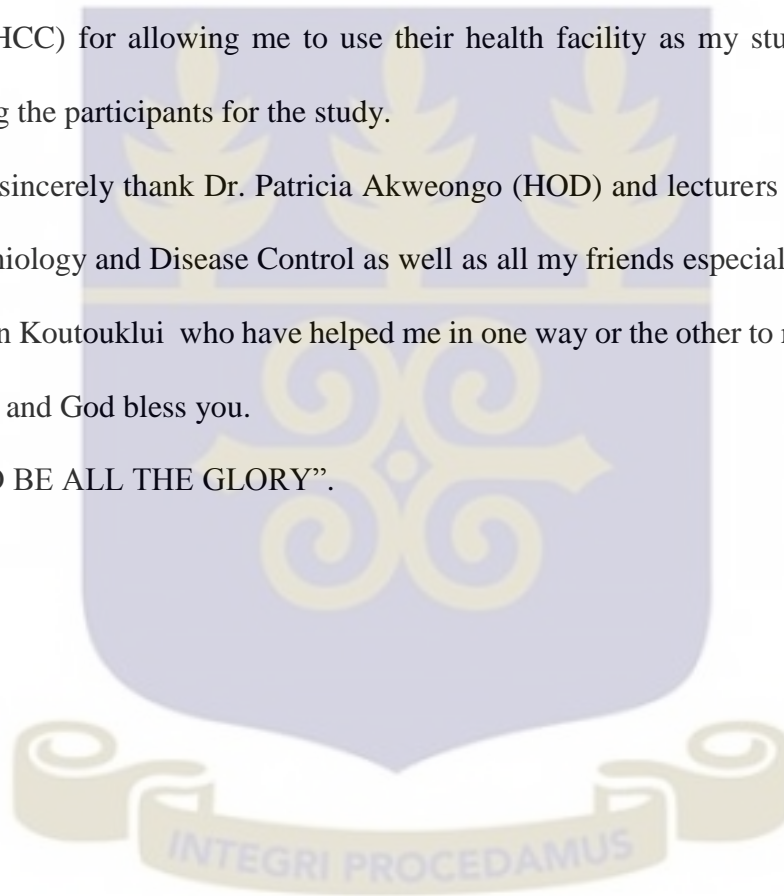 HCC) for allowing me to use their health facility as my
g the participants for the study.
sincerely thank Dr. Patricia Akweongo (HOD) and lecturers
niology and Disease Control as well as all my friends
n Koutouklui who have helped me in one way or the other to
and God bless you.
BE ALL THE GLORY”.
INTEGRI PROCEDAMUS